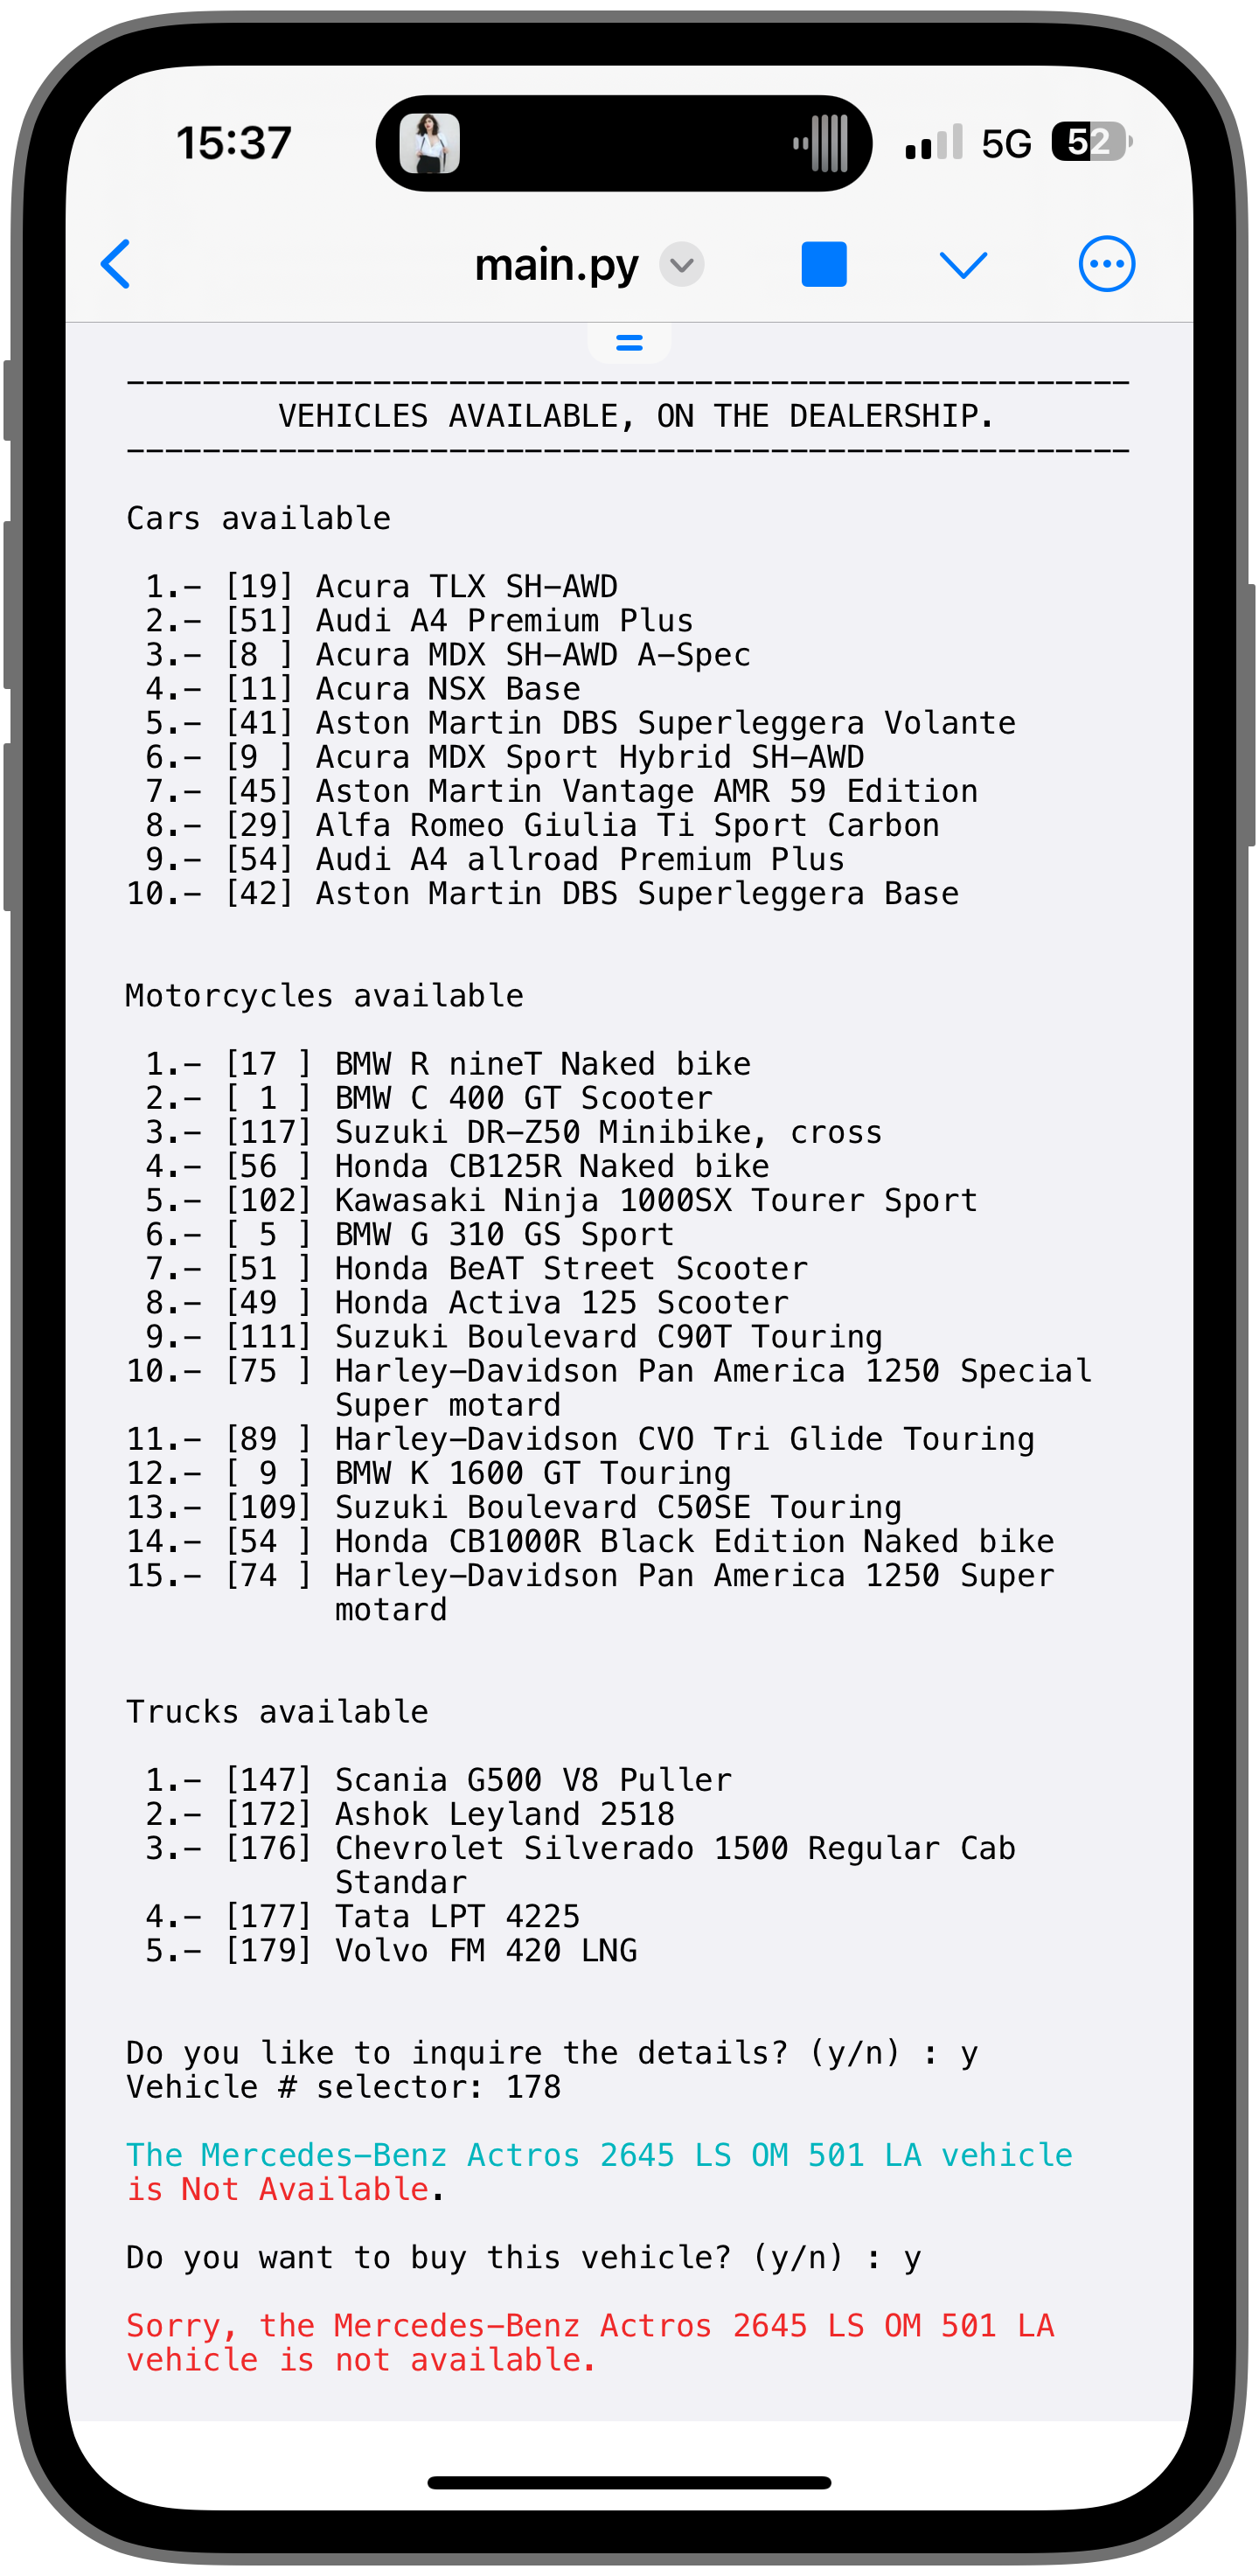 15:37
5G
52
main.py
-----------------------------------------------------
VEHICLES AVAILABLE, ON THE DEALERSHIP.
-----------------------------------------------------
Cars available
1.- [19] Acura TLX SH-AWD
2.- [51] Audi A4 Premium Plus
3.- [8 ] Acura MDX SH-AWD A-Spec
4.- [11] Acura NSX Base
5.- [41] Aston Martin DBS Superleggera Volante
6.- [9 ] Acura MDX Sport Hybrid SH-AWD
7.- [45] Aston Martin Vantage AMR 59 Edition
8.- [29] Alfa Romeo Giulia Ti Sport Carbon
9.- [54] Audi A4 allroad Premium Plus
10.- [42] Aston Martin DBS Superleggera Base
Motorcycles available
1.- [17 ] BMW R nineT Naked bike
2.- [ 1 ] BMW C 400 GT Scooter
3.- [117] Suzuki DR-Z50 Minibike, cross
4.- [56 ] Honda CB125R Naked bike
5.- [102] Kawasaki Ninja 1000SX Tourer Sport
6.- [ 5 ] BMW G 310 GS Sport
7.- [51 ] Honda BeAT Street Scooter
8.- [49 ] Honda Activa 125 Scooter
9.- [111] Suzuki Boulevard C90T Touring
10.- [75 ] Harley-Davidson Pan America 1250 Special
Super motard
11.- [89 ] Harley-Davidson CVO Tri Glide Touring
12.- [ 9 ] BMW K 1600 GT Touring
13.- [109] Suzuki Boulevard C50SE Touring
14.- [54 ] Honda CB1000R Black Edition Naked bike
15.- [74 ] Harley-Davidson Pan America 1250 Super
motard
Trucks available
1.- [147] Scania G500 V8 Puller
2.- [172] Ashok Leyland 2518
3.- [176] Chevrolet Silverado 1500 Regular Cab
Standar
4.- [177] Tata LPT 4225
5.- [179] Volvo FM 420 LNG
Do you like to inquire the details? (y/n) : y
Vehicle # selector: 178
The Mercedes-Benz Actros 2645 LS OM 501 LA vehicle
is Not Available.
Do you want to buy this vehicle? (y/n) : y
Sorry, the Mercedes-Benz Actros 2645 LS OM 501 LA
vehicle is not available.